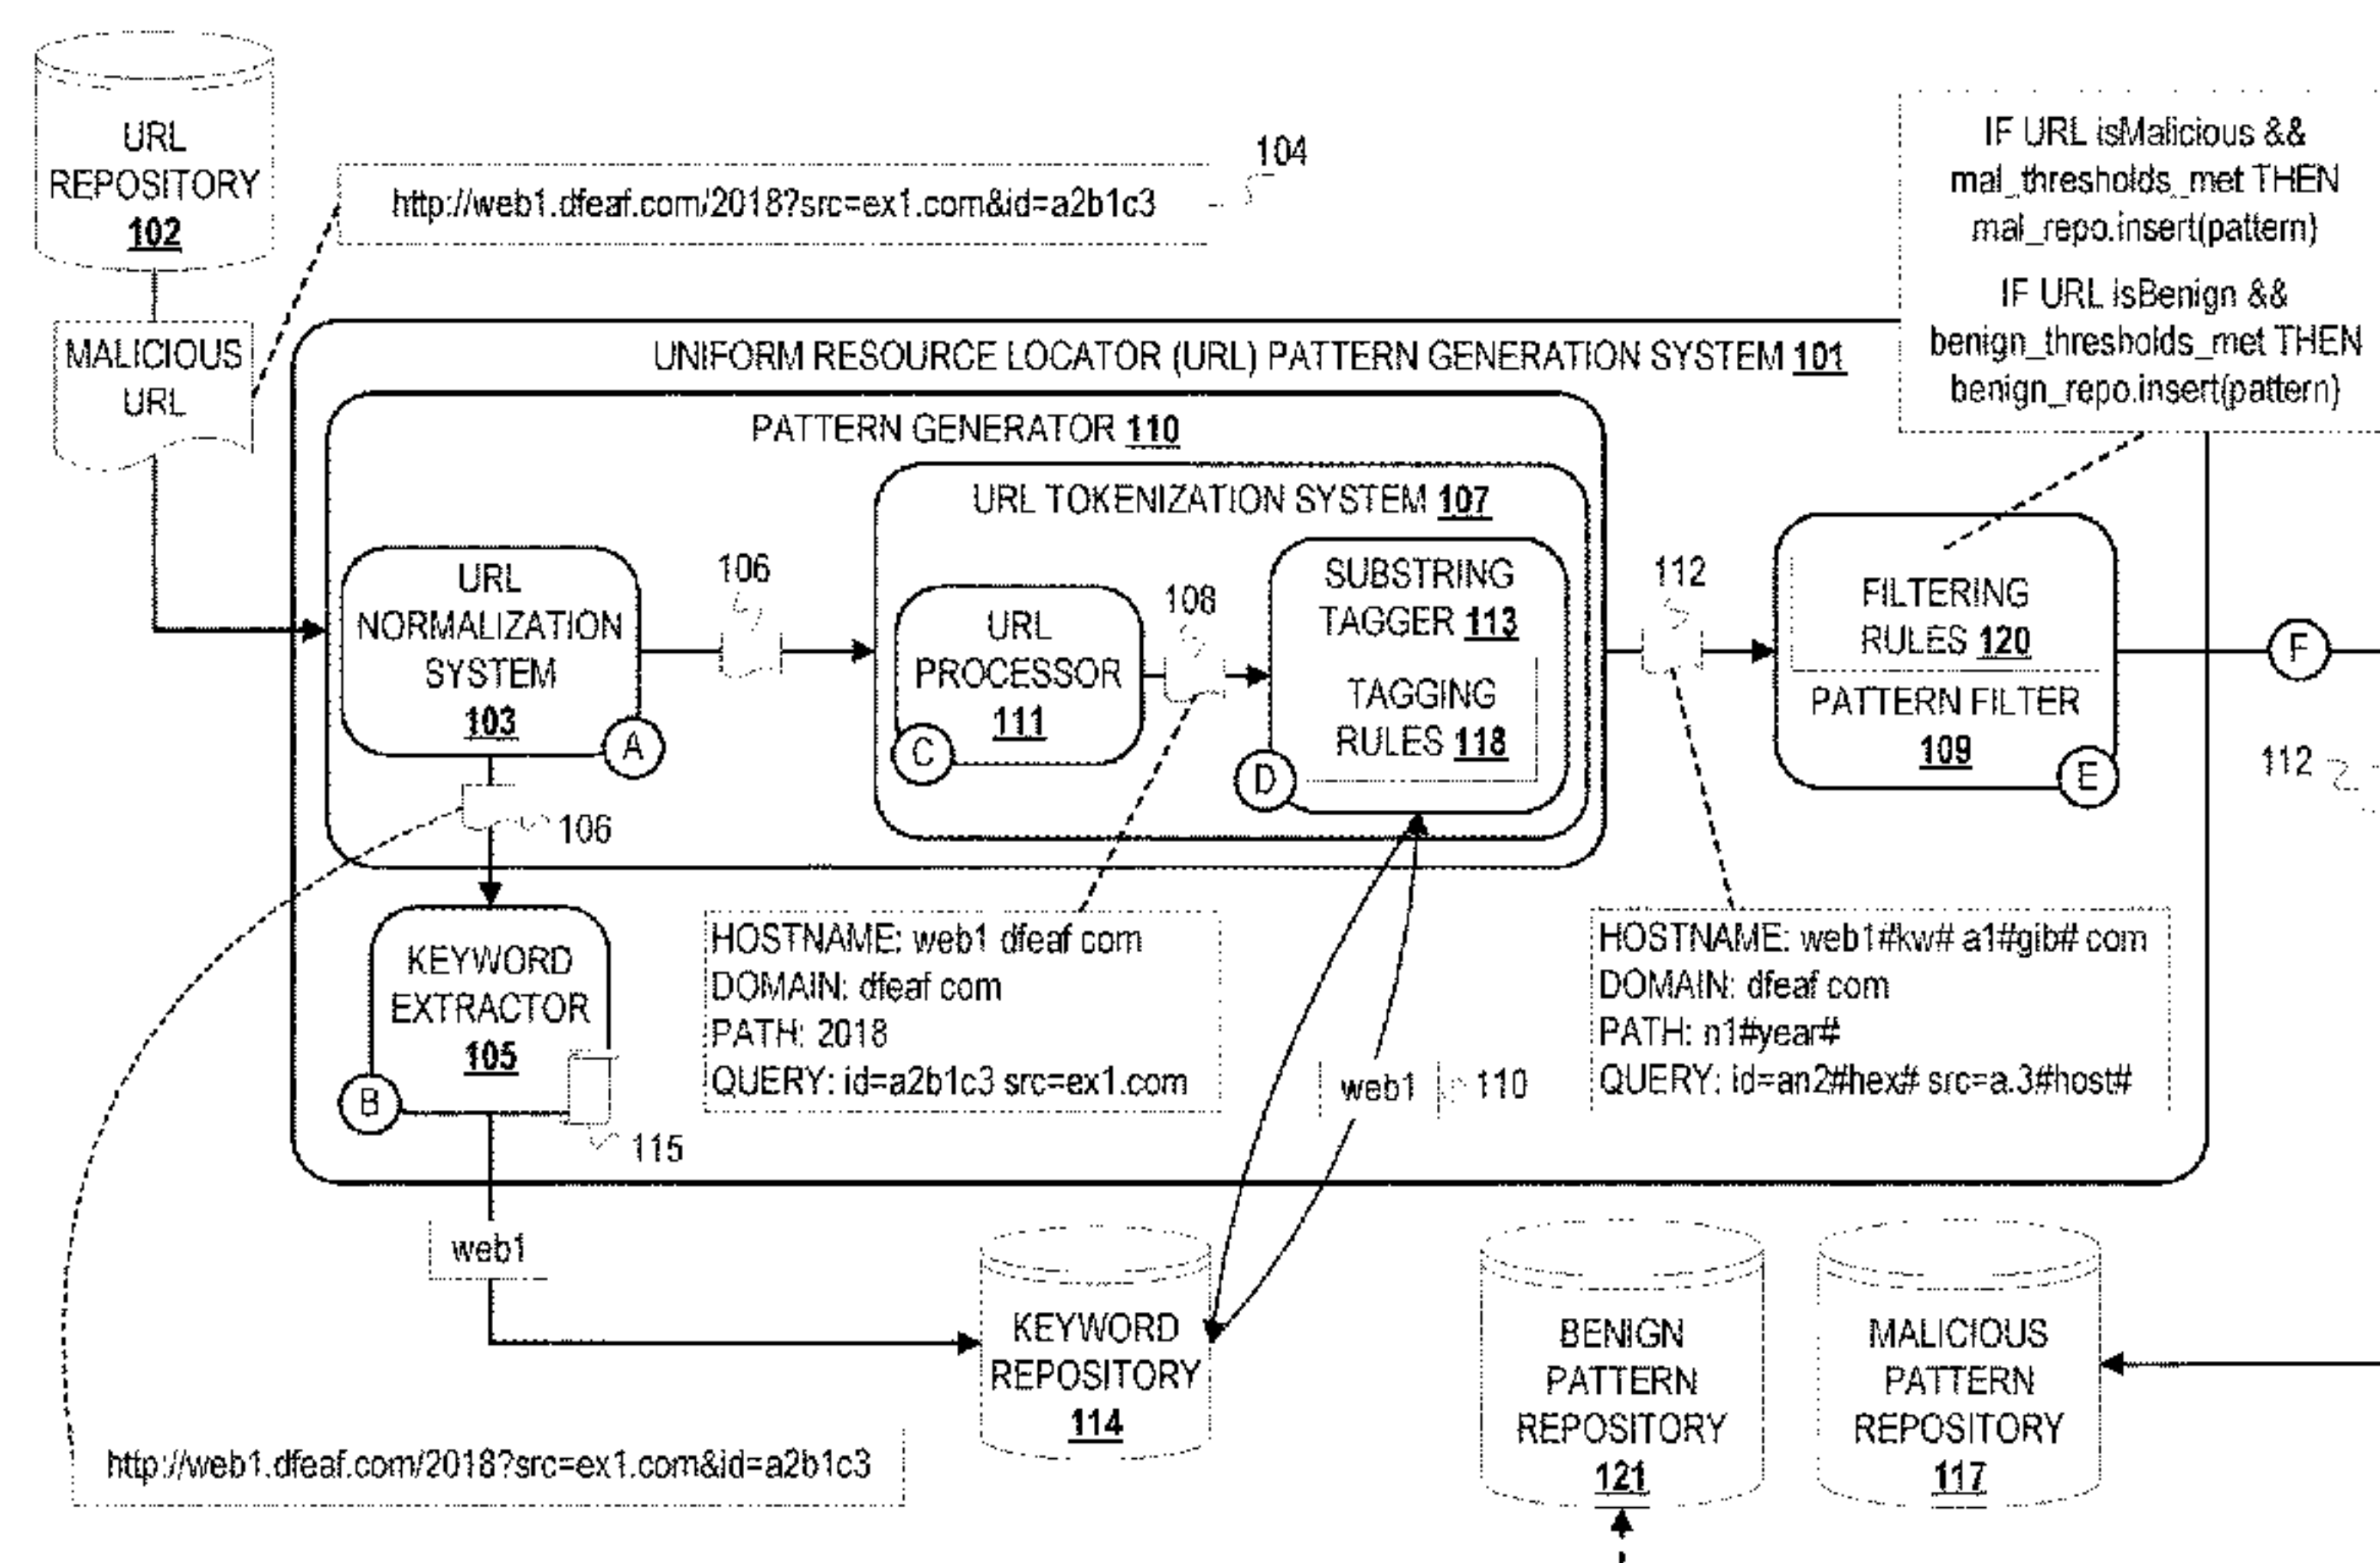 URL
REPOSITORY
102
MALICIOUS
URL
http://web1.dfeaf.com/2018?src=ex1.com&id=a2b1c3
104
IF URL isMalicious &&
mal_thresholds_met THEN
mal_repo.insert(pattern)
IF URL isBenign &&
benign_thresholds_met THEN
benign_repo.insert(pattern)
UNIFORM RESOURCE LOCATOR (URL) PATTERN GENERATION SYSTEM 101
PATTERN GENERATOR 110
URL TOKENIZATION SYSTEM 107
URL
NORMALIZATION
SYSTEM
103
A
106
URL
PROCESSOR
111
C
108
SUBSTRING
TAGGER 113
TAGGING
RULES 118
D
112
FILTERING
RULES 120
PATTERN FILTER
109
E
F
112
106
KEYWORD
EXTRACTOR
105
B
115
HOSTNAME: web1 dfeaf com
DOMAIN: dfeaf com
PATH: 2018
QUERY: id=a2b1c3 src=ex1.com
web1
110
HOSTNAME: web1#kw# a1#gib# com
DOMAIN: dfeaf com
PATH: n1#year#
QUERY: id=an2#hex# src=a.3#host#
web1
KEYWORD
REPOSITORY
114
BENIGN
PATTERN
REPOSITORY
121
MALICIOUS
PATTERN
REPOSITORY
117
http://web1.dfeaf.com/2018?src=ex1.com&id=a2b1c3